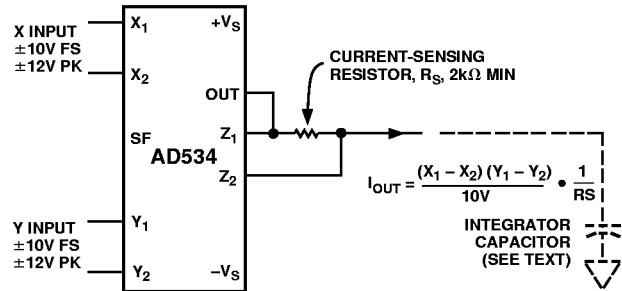 X INPUT
±10V FS
±12V PK
X1
X2
SF
AD534
Y INPUT
±10V FS
±12V PK
Y1
Y2
+VS
OUT
Z1
Z2
–VS
CURRENT-SENSING
RESISTOR, RS, 2kΩ MIN
IOUT = (X1 – X2) (Y1 – Y2) / 10V • 1 / RS
INTEGRATOR
CAPACITOR
(SEE TEXT)